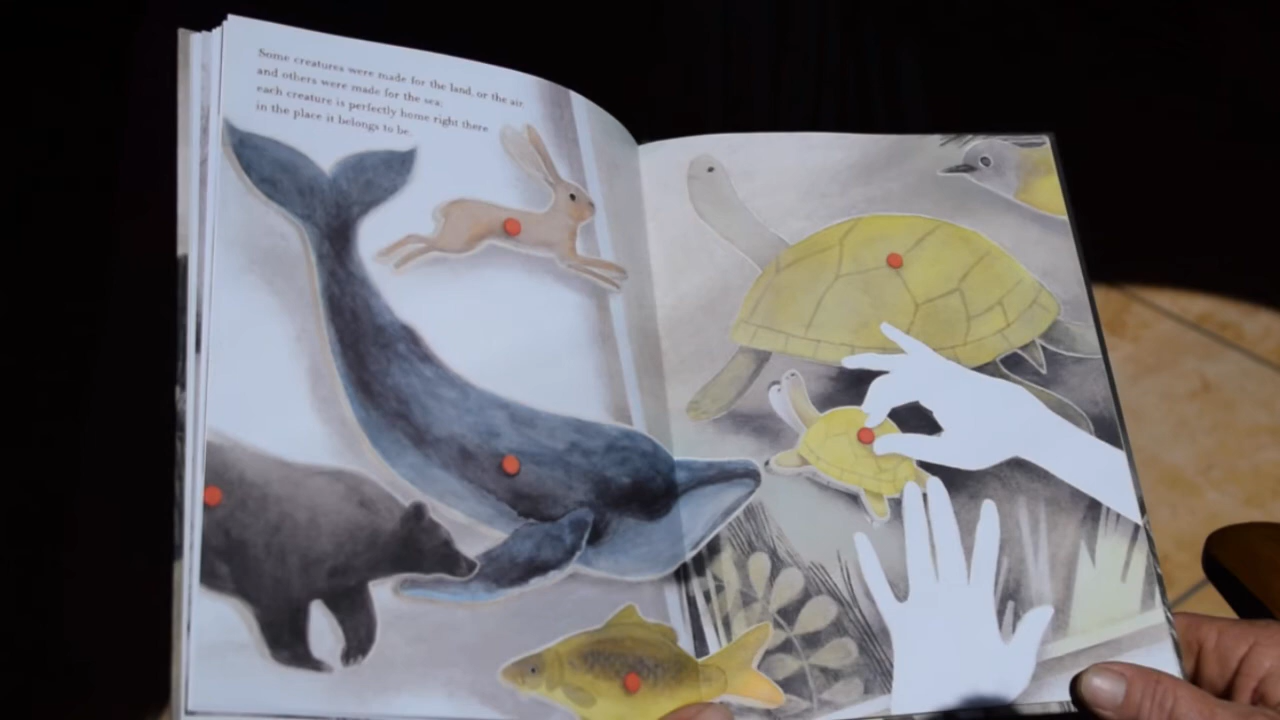 Some creatures were made for the land, or the air,
and others were made for the sea;
each creature is perfectly home right there
in the place it belongs to be.